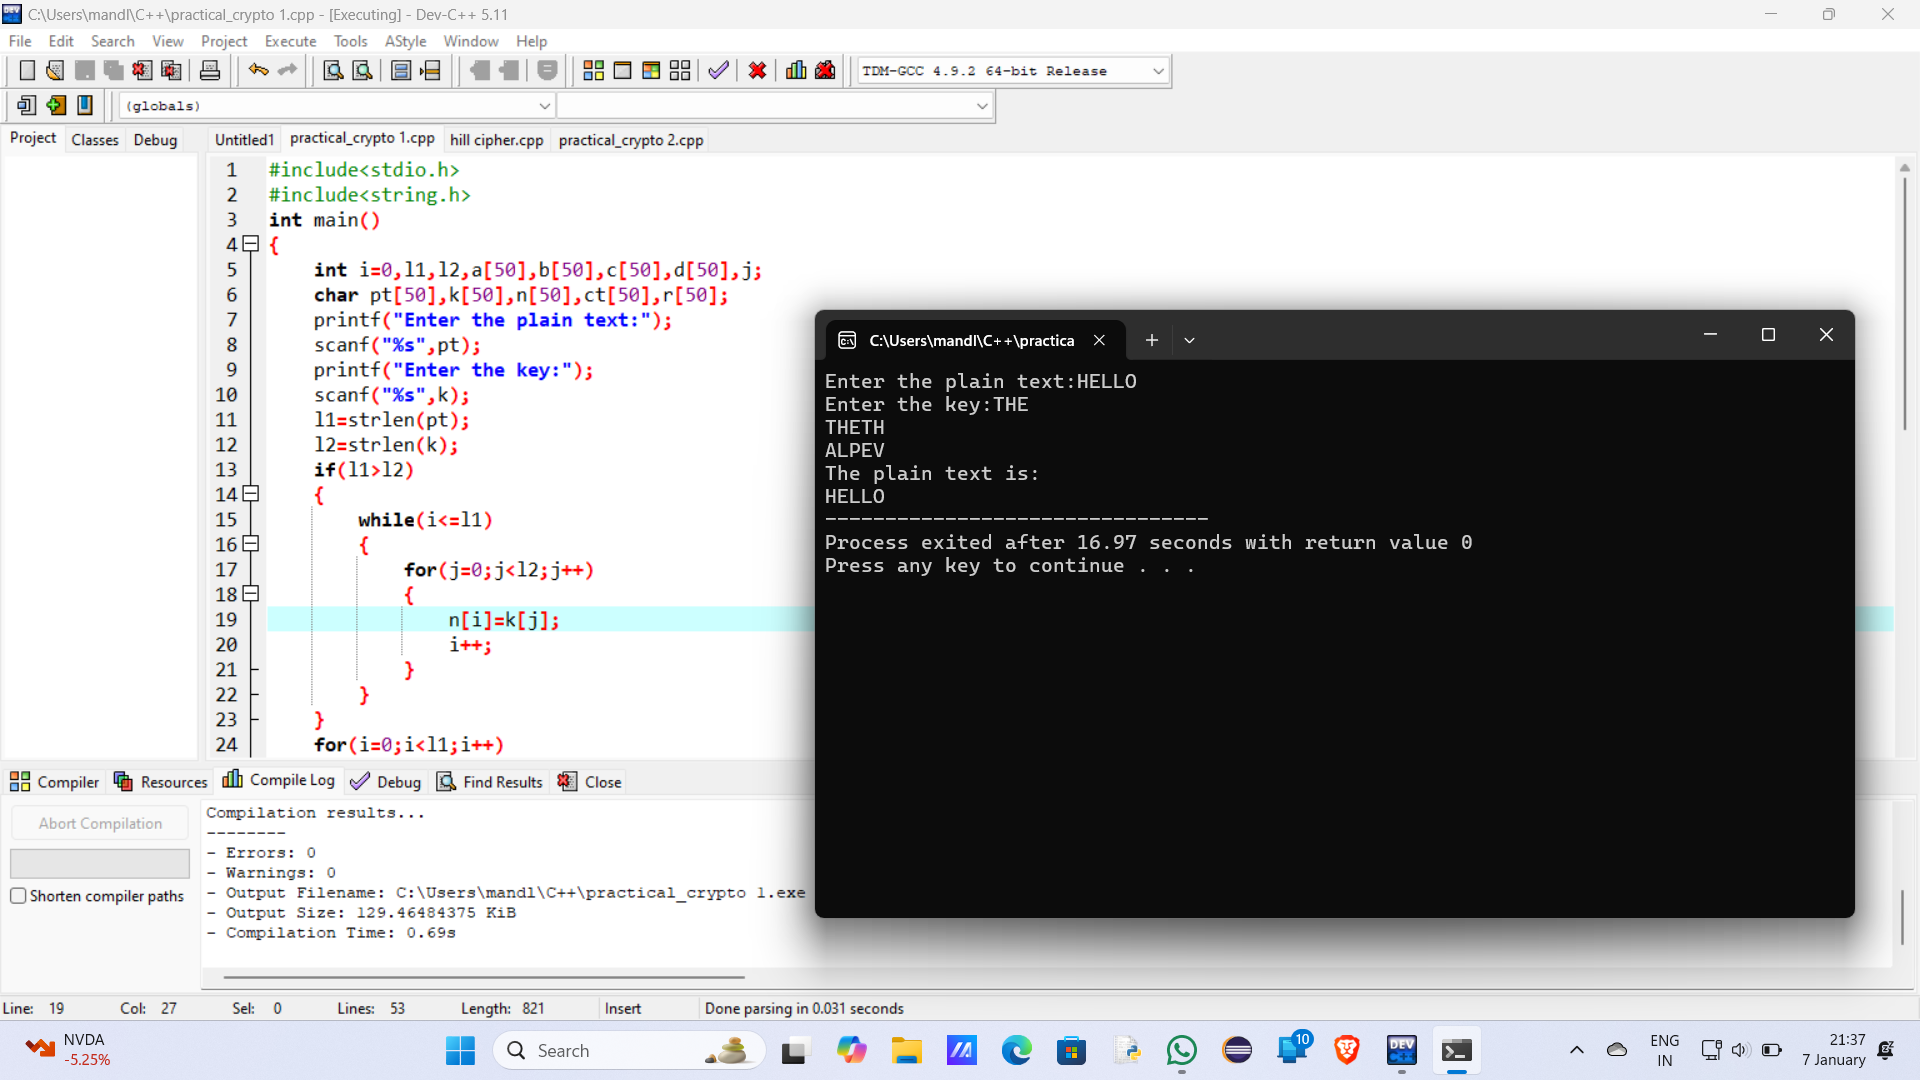 C:\Users\mandl\C++\practical_crypto 1.cpp - [Executing] - Dev-C++ 5.11
File Edit Search View Project Execute Tools AStyle Window Help
TDM-GCC 4.9.2 64-bit Release
(globals)
Project Classes Debug Untitled1 practical_crypto 1.cpp hill cipher.cpp practical_crypto 2.cpp
1 #include<stdio.h>
2 #include<string.h>
3 int main()
4 {
5 int i=0,l1,l2,a[50],b[50],c[50],d[50],j;
6 char pt[50],k[50],n[50],ct[50],r[50];
7 printf("Enter the plain text:");
8 scanf("%s",pt);
9 printf("Enter the key:");
10 scanf("%s",k);
11 l1=strlen(pt);
12 l2=strlen(k);
13 if(l1>l2)
14 {
15 while(i<=l1)
16 {
17 for(j=0;j<l2;j++)
18 {
19 n[i]=k[j];
20 i++;
21 }
22 }
23 }
24 for(i=0;i<l1;i++)
C:\Users\mandl\C++\practica
Enter the plain text:HELLO
Enter the key:THE
THETH
ALPEV
The plain text is:
HELLO
--------------------------------
Process exited after 16.97 seconds with return value 0
Press any key to continue . . .
Compiler Resources Compile Log Debug Find Results Close
Abort Compilation
Shorten compiler paths
Compilation results...
--------
- Errors: 0
- Warnings: 0
- Output Filename: C:\Users\mandl\C++\practical_crypto 1.exe
- Output Size: 129.46484375 KiB
- Compilation Time: 0.69s
Line: 19 Col: 27 Sel: 0 Lines: 53 Length: 821 Insert Done parsing in 0.031 seconds
NVDA
-5.25%
Search
DEV
C++
10
ENG
IN
21:37
7 January